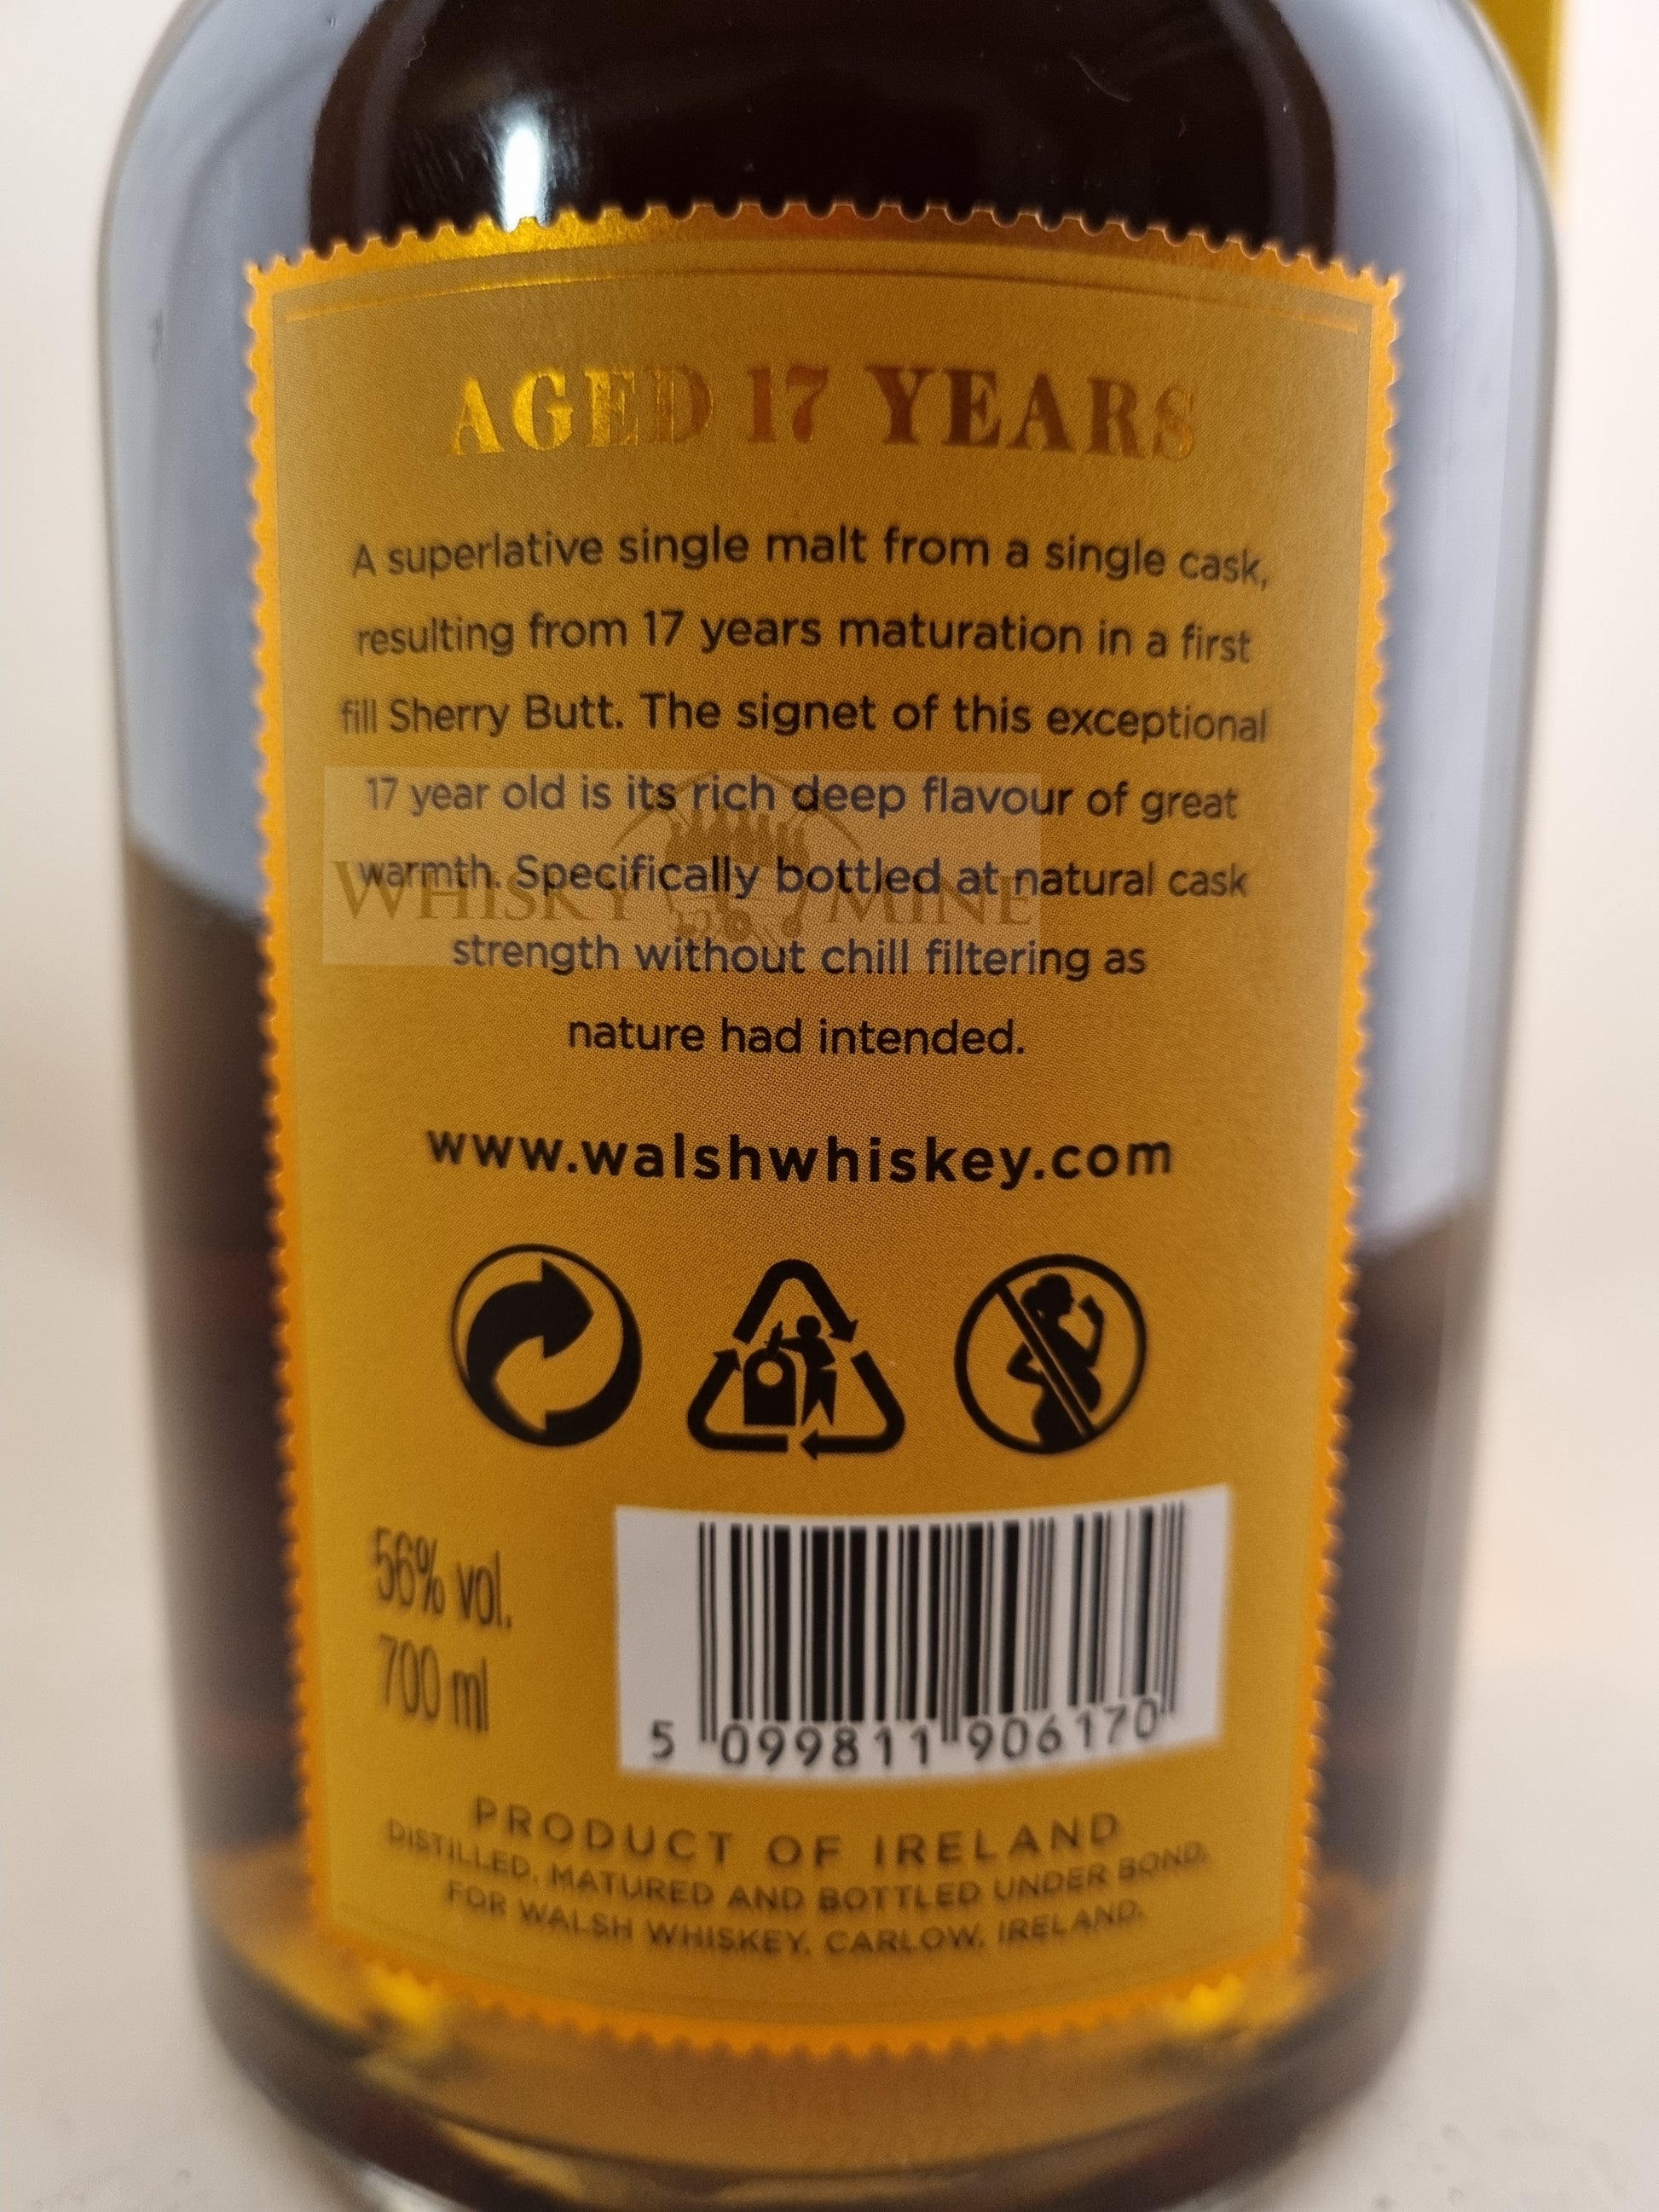 AGED 17 YEARS
A superlative single malt from a single cask,
resulting from 17 years maturation in a first
fill Sherry Butt. The signet of this exceptional
17 year old is its rich deep flavour of great
warmth. Specifically bottled at natural cask
strength without chill filtering as
nature had intended.
WHISKY MINE
www.walshwhiskey.com
56% vol.
700 ml
5 099811 906170
PRODUCT OF IRELAND
DISTILLED, MATURED AND BOTTLED UNDER BOND,
FOR WALSH WHISKEY, CARLOW, IRELAND.